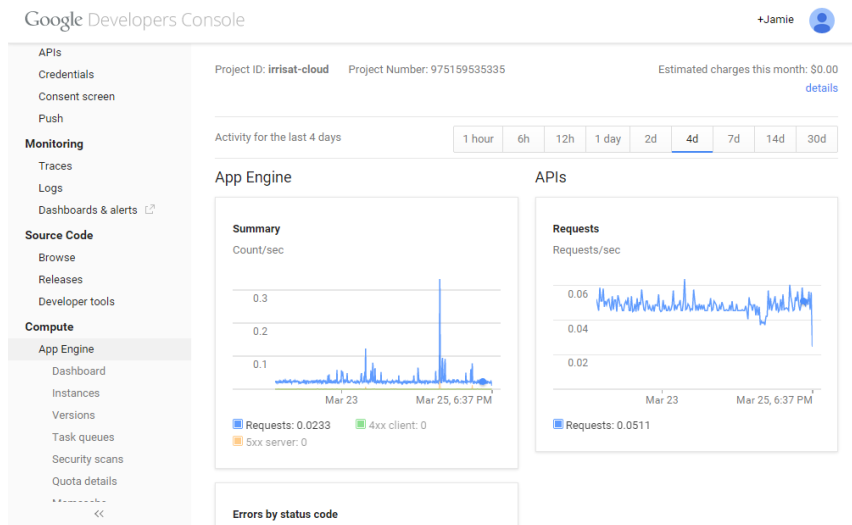 Google Developers Console
+Jamie
APIs
Credentials
Consent screen
Push
Monitoring
Traces
Logs
Dashboards & alerts
Source Code
Browse
Releases
Developer tools
Compute
App Engine
Dashboard
Instances
Versions
Task queues
Security scans
Quota details
Memcache
<<
Project ID: irrisat-cloud Project Number: 975159535335
Estimated charges this month: $0.00
details
Activity for the last 4 days
1 hour 6h 12h 1 day 2d 4d 7d 14d 30d
App Engine
Summary
Count/sec
0.3
0.2
0.1
Mar 23 Mar 25, 6:37 PM
Requests: 0.0233 4xx client: 0
5xx server: 0
Errors by status code
APIs
Requests
Requests/sec
0.06
0.04
0.02
Mar 23 Mar 25, 6:37 PM
Requests: 0.0511